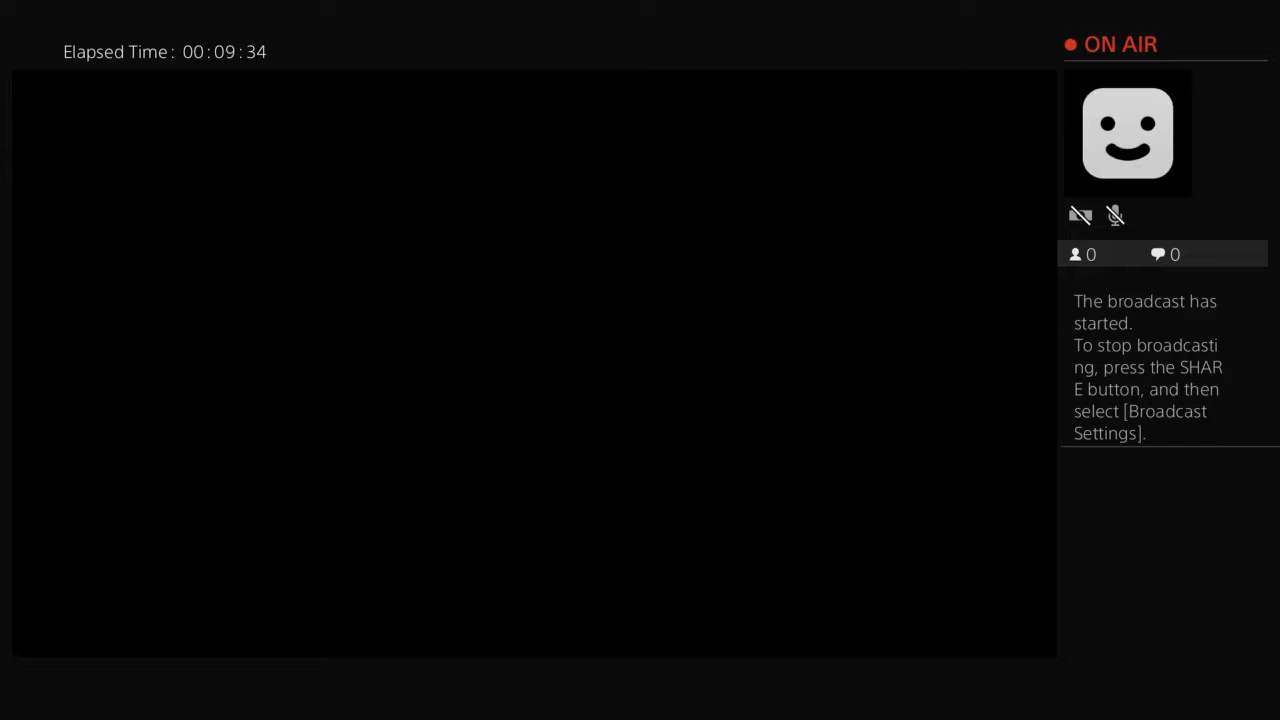 Elapsed Time: 00:09:34
ON AIR
0 0
The broadcast has
started.
To stop broadcasti
ng, press the SHAR
E button, and then
select [Broadcast
Settings].